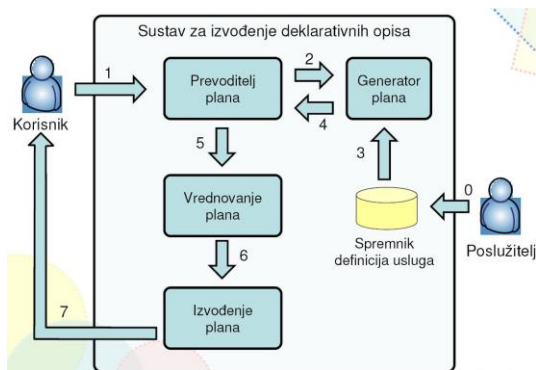 Sustav za izvođenje deklarativnih opisa
1
2
Prevoditelj
plana
Generator
plana
Korisnik
4
5
3
0
Vrednovanje
plana
Spremnik
definicija usluga
Poslužitelj
6
7
Izvođenje
plana